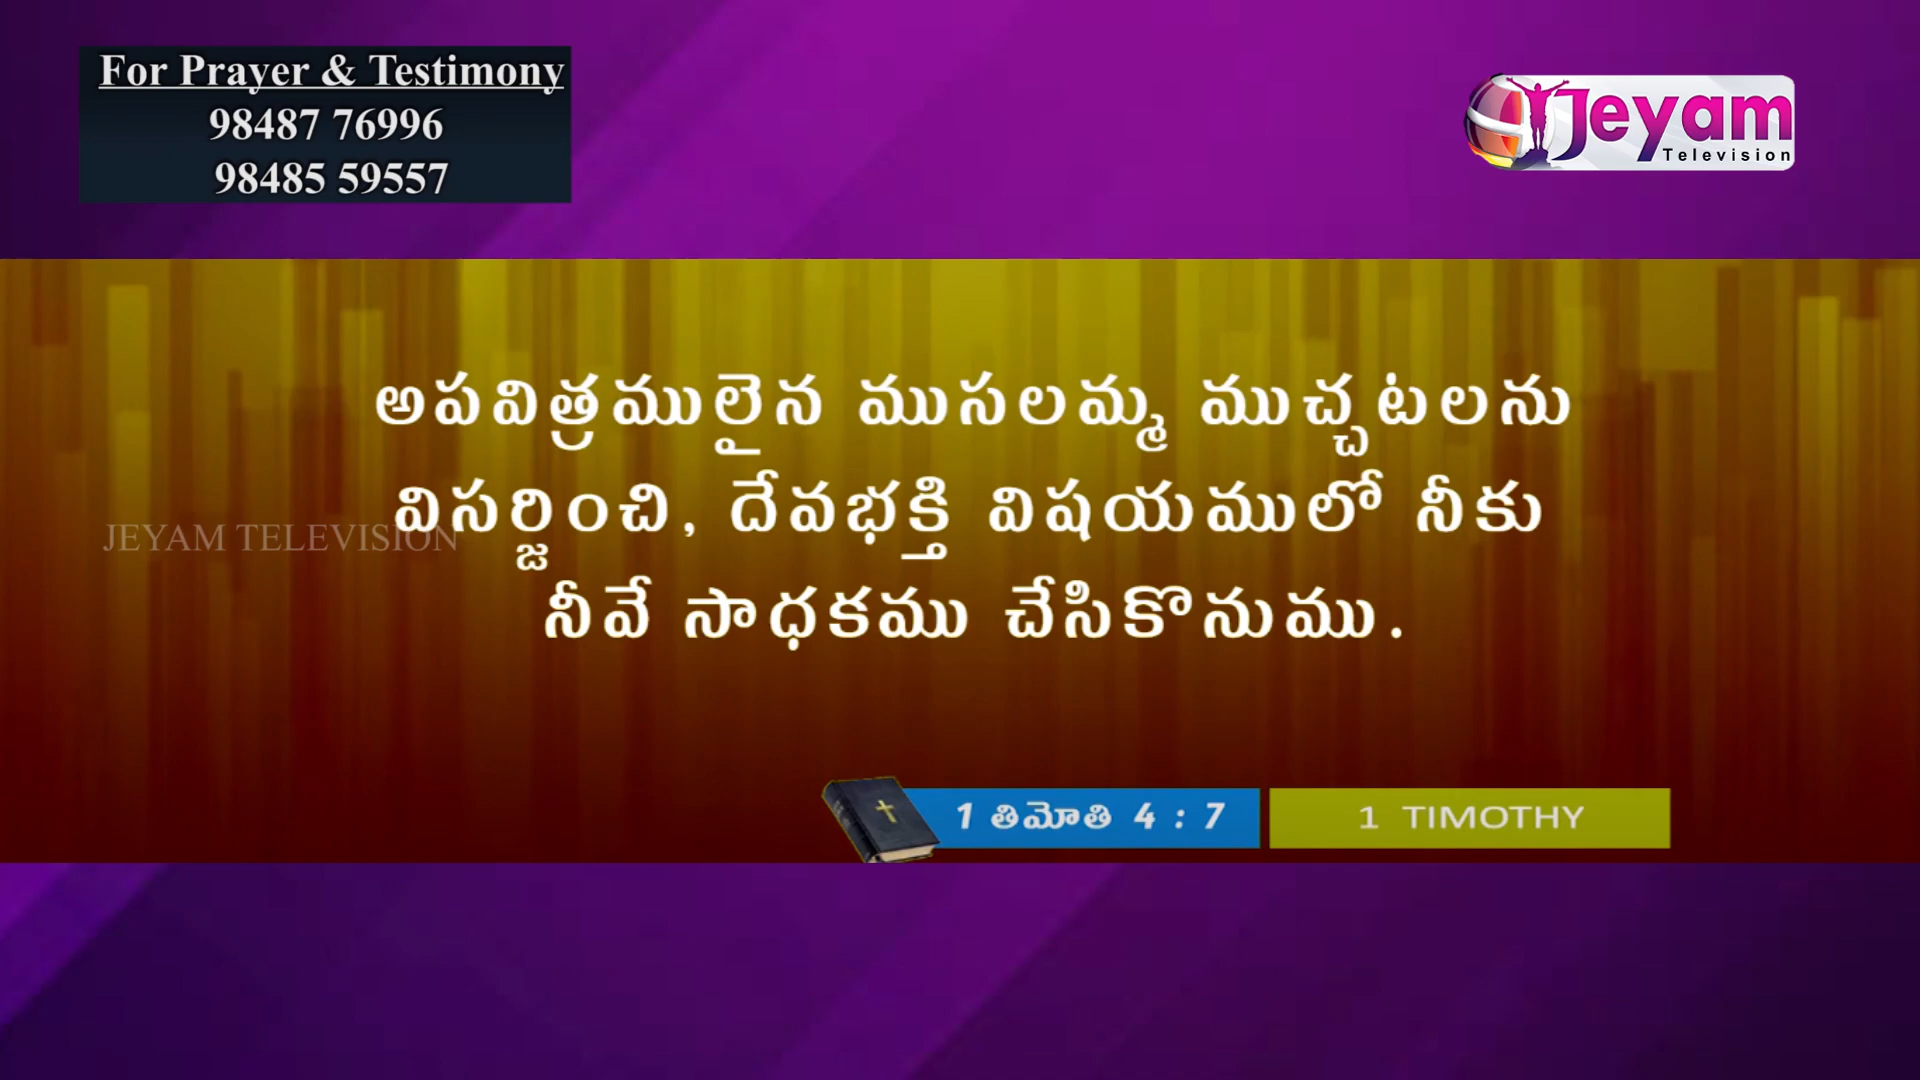 For Prayer & Testimony
98487 76996
98485 59557
Jeyam
Television
అపవిత్రములైన ముసలమ్మ ముచ్చటలను
విసర్జించి, దేవభక్తి విషయములో నీకు
JEYAM TELEVISION
నీవే సాధకము చేసికొనుము.
1 తిమోతి 4 : 7
1 TIMOTHY